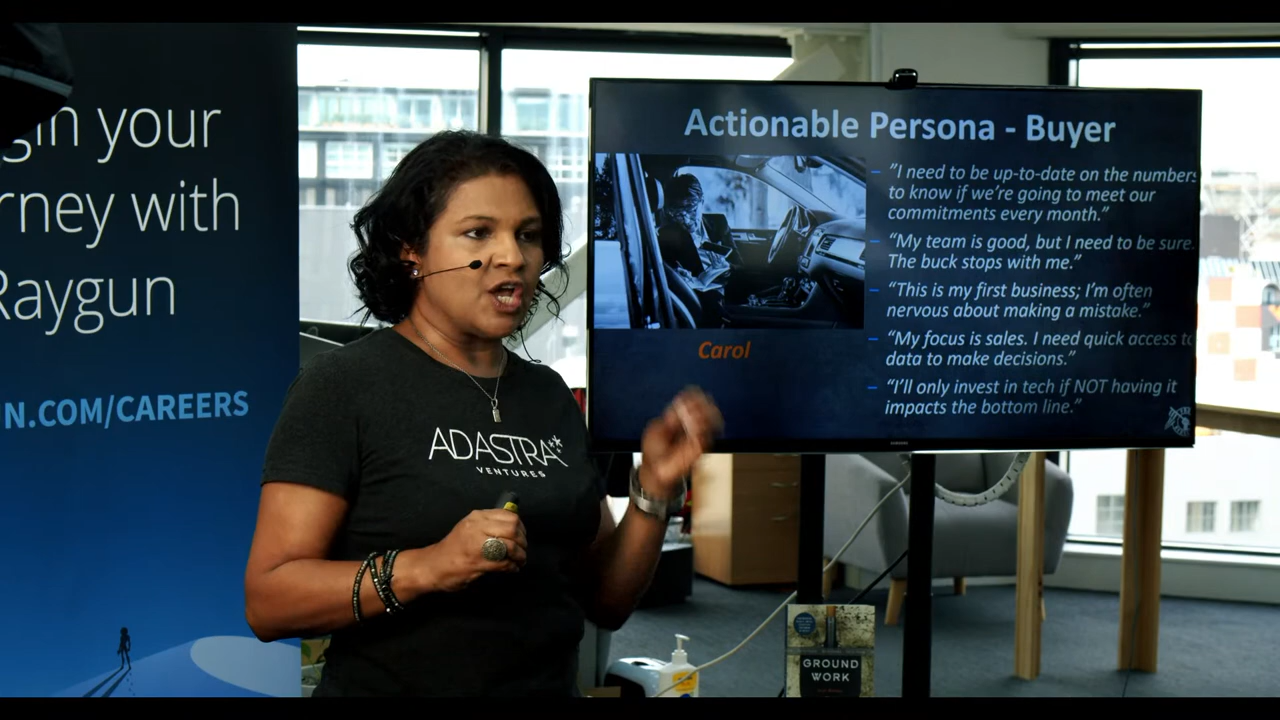 gin your
rney with
Raygun
UN.COM/CAREERS
ADASTRA
VENTURES
Actionable Persona - Buyer
– "I need to be up-to-date on the numbers
to know if we're going to meet our
commitments every month."
– "My team is good, but I need to be sure.
The buck stops with me."
– "This is my first business; I'm often
nervous about making a mistake."
– "My focus is sales. I need quick access to
data to make decisions."
– "I'll only invest in tech if NOT having it
impacts the bottom line."
Carol
SAMSUNG
GROUND
WORK